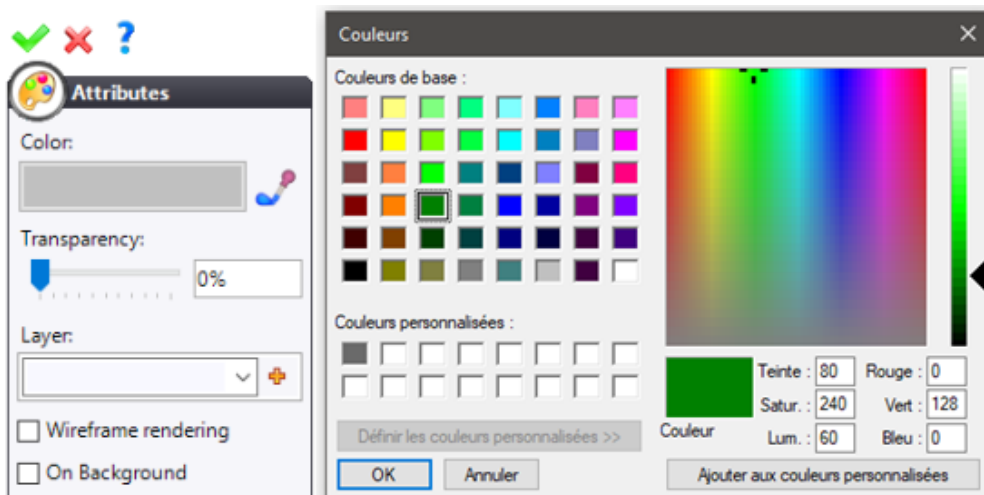 ?
Attributes
Color:
Transparency:
0%
Layer:
Wireframe rendering
On Background
Couleurs
Couleurs de base :
Couleurs personnalisées :
Définir les couleurs personnalisées >>
OK
Annuler
Couleur
Teinte : 80
Rouge : 0
Satur. : 240
Vert : 128
Lum. : 60
Bleu : 0
Ajouter aux couleurs personnalisées